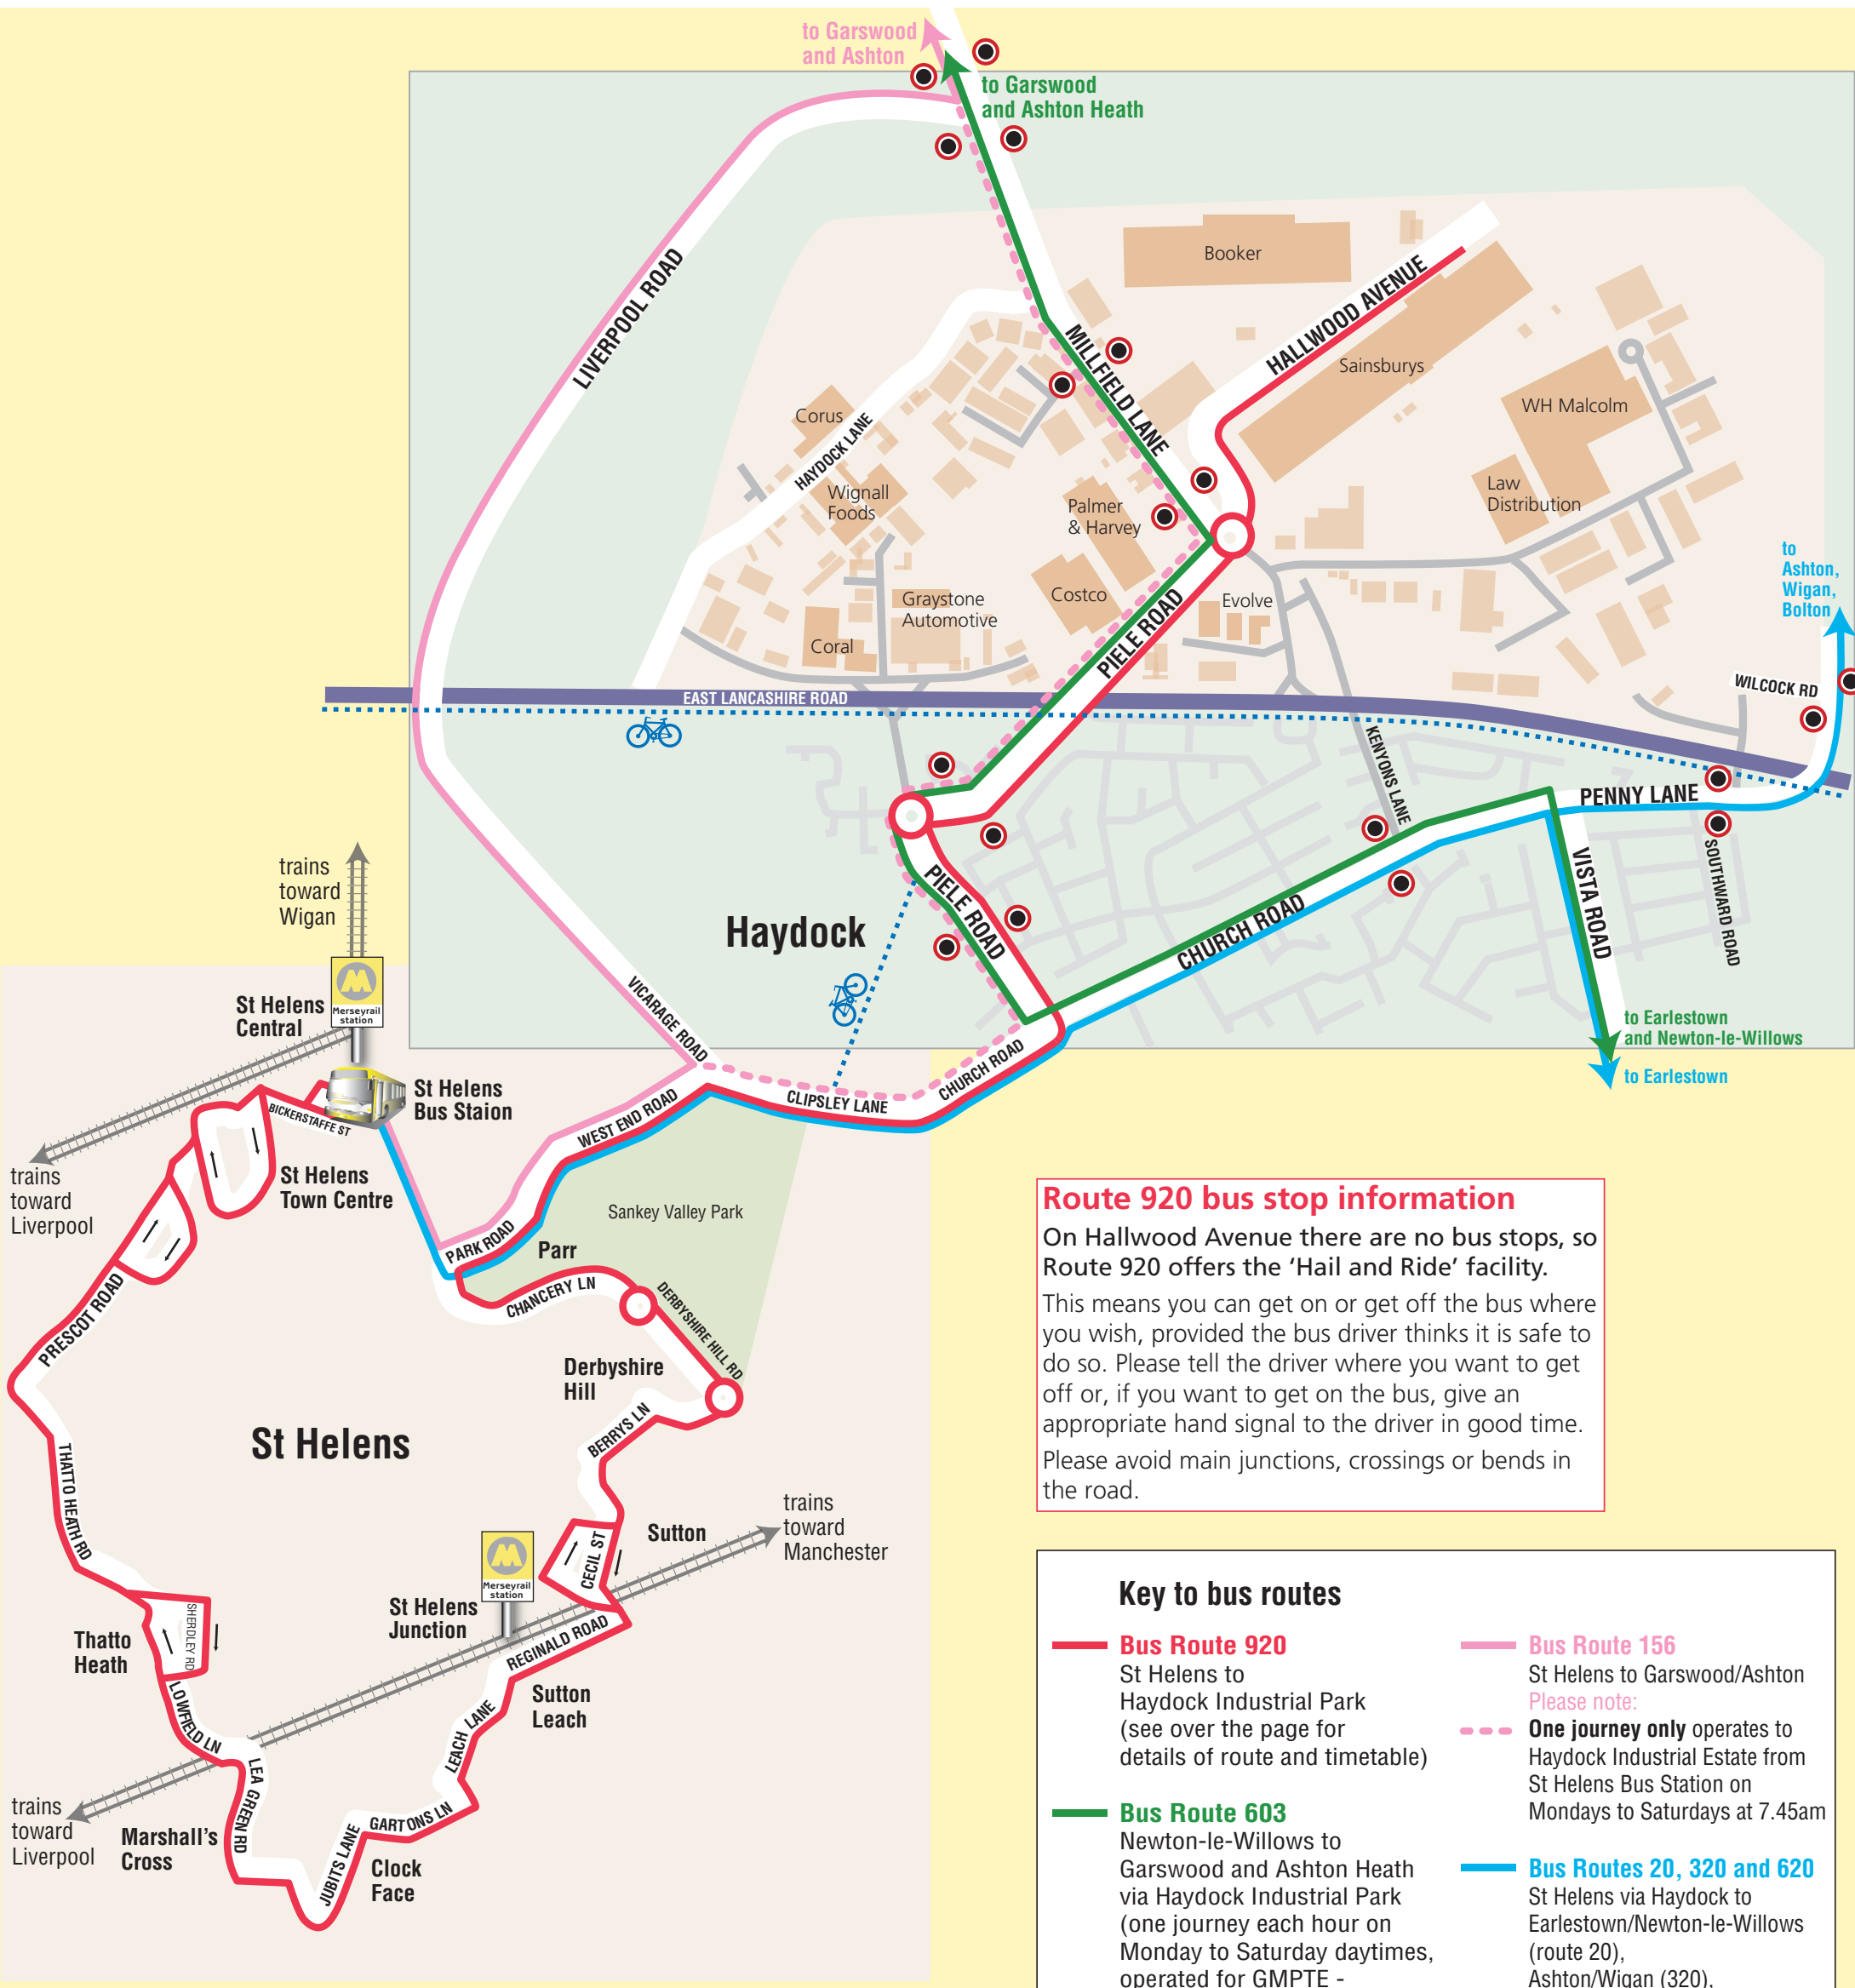 to Garswood
and Ashton
to Garswood
and Ashton Heath
LIVERPOOL ROAD
Booker
HALLWOOD AVENUE
Sainsburys
MILLFIELD LANE
WH Malcolm
Corus
HAYDOCK LANE
Wignall
Foods
Palmer
& Harvey
Law
Distribution
to
Ashton,
Wigan,
Bolton
Costco
Evolve
Graystone
Automotive
PIELE ROAD
Coral
WILCOCK RD
EAST LANCASHIRE ROAD
KENYONS LANE
PENNY LANE
SOUTHWARD ROAD
VISTA ROAD
PIELE ROAD
CHURCH ROAD
Haydock
trains
toward
Wigan
VICARAGE ROAD
St Helens
Central
Merseyrail
station
to Earlestown
and Newton-le-Willows
to Earlestown
CHURCH ROAD
CLIPSLEY LANE
WEST END ROAD
St Helens
Bus Staion
BICKERSTAFFE ST
trains
toward
Liverpool
St Helens
Town Centre
Sankey Valley Park
PARK ROAD
Parr
CHANCERY LN
DERBYSHIRE HILL RD
PRESCOT ROAD
Derbyshire
Hill
BERRYS LN
St Helens
THATTO HEATH RD
trains
toward
Manchester
Sutton
CECIL ST
Merseyrail
station
St Helens
Junction
REGINALD ROAD
SHERDLEY RD
Thatto
Heath
Sutton
Leach
LOWFIELD LN
LEACH LANE
LEA GREEN RD
GARTONS LN
JUBITS LANE
trains
toward
Liverpool
Marshall's
Cross
Clock
Face
Route 920 bus stop information
On Hallwood Avenue there are no bus stops, so
Route 920 offers the ‘Hail and Ride’ facility.
This means you can get on or get off the bus where
you wish, provided the bus driver thinks it is safe to
do so. Please tell the driver where you want to get
off or, if you want to get on the bus, give an
appropriate hand signal to the driver in good time.
Please avoid main junctions, crossings or bends in
the road.
Key to bus routes
Bus Route 920
St Helens to
Haydock Industrial Park
(see over the page for
details of route and timetable)
Bus Route 603
Newton-le-Willows to
Garswood and Ashton Heath
via Haydock Industrial Park
(one journey each hour on
Monday to Saturday daytimes,
operated for GMPTE -
Bus Route 156
St Helens to Garswood/Ashton
Please note:
One journey only operates to
Haydock Industrial Estate from
St Helens Bus Station on
Mondays to Saturdays at 7.45am
Bus Routes 20, 320 and 620
St Helens via Haydock to
Earlestown/Newton-le-Willows
(route 20),
Ashton/Wigan (320),